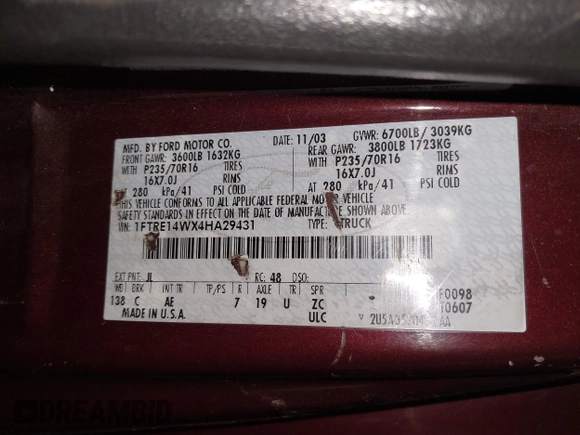 MFD. BY FORD MOTOR CO. DATE: 11/03 GVWR: 6700LB/ 3039KG
FRONT GAWR: 3600LB 1632KG REAR GAWR: 3800LB 1723KG
WITH P235/70R16 TIRES WITH P235/70R16 TIRES
16X7.0J RIMS 16X7.0J RIMS
AT 280 kPa/41 PSI COLD AT 280 kPa/41 PSI COLD
THIS VEHICLE CONFORMS TO ALL APPLICABLE FEDERAL MOTOR VEHICLE
SAFETY STANDARDS IN EFFECT ON THE DATE OF MANUFACTURE SHOWN ABOVE.
VIN: 1FTRE14WX4HA29431 TYPE: TRUCK
EXT PNT: JL RC: 48 DSO:
WB BRK INT TR TP/PS R AXLE TR SPR
138 C AE 7 19 U ZC
MADE IN U.S.A. ULC
DREAMBID